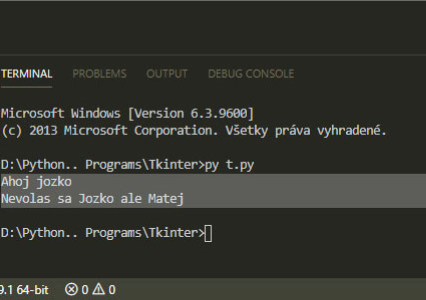 TERMINAL PROBLEMS OUTPUT DEBUG CONSOLE
Microsoft Windows [Version 6.3.9600]
(c) 2013 Microsoft Corporation. Všetky práva vyhradené.
D:\Python.. Programs\Tkinter>py t.py
Ahoj jozko
Nevolas sa Jozko ale Matej
D:\Python.. Programs\Tkinter>
9.1 64-bit 0 0